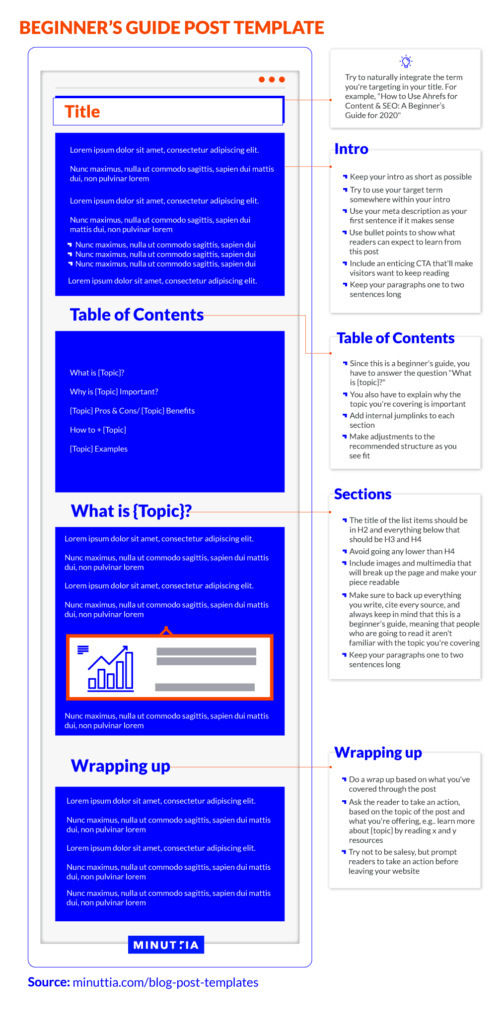 BEGINNER'S GUIDE POST TEMPLATE
Title
Try to naturally integrate the term
you're targeting in your title. For
example, "How to Use Ahrefs for
Content & SEO: A Beginner's
Guide for 2020"
Lorem ipsum dolor sit amet, consectetur adipiscing elit.
Nunc maximus, nulla ut commodo sagittis, sapien dui mattis
dui, non pulvinar lorem
Lorem ipsum dolor sit amet, consectetur adipiscing elit.
Nunc maximus, nulla ut commodo sagittis, sapien dui
mattis dui, non pulvinar lorem
Nunc maximus, nulla ut commodo sagittis, sapien dui
Nunc maximus, nulla ut commodo sagittis, sapien dui
Nunc maximus, nulla ut commodo sagittis, sapien dui
Lorem ipsum dolor sit amet, consectetur adipiscing elit.
Intro
Keep your intro as short as possible
Try to use your target term
somewhere within your intro
Use your meta description as your
first sentence if it makes sense
Use bullet points to show what
readers can expect to learn from
this post
Include an enticing CTA that'll make
visitors want to keep reading
Keep your paragraphs one to two
sentences long
Table of Contents
What is [Topic]?
Why is [Topic] Important?
[Topic] Pros & Cons/ [Topic] Benefits
How to + [Topic]
[Topic] Examples
Table of Contents
Since this is a beginner's guide, you
have to answer the question "What
is [topic]?"
You also have to explain why the
topic you're covering is important
Add internal jumplinks to each
section
Make adjustments to the
recommended structure as you
see fit
What is {Topic}?
Lorem ipsum dolor sit amet, consectetur adipiscing elit.
Nunc maximus, nulla ut commodo sagittis, sapien dui mattis
dui, non pulvinar lorem
Lorem ipsum dolor sit amet, consectetur adipiscing elit.
Nunc maximus, nulla ut commodo sagittis, sapien dui mattis
dui, non pulvinar lorem
Nunc maximus, nulla ut commodo sagittis, sapien dui mattis
dui, non pulvinar lorem
Sections
The title of the list items should be
in H2 and everything below that
should be H3 and H4
Avoid going any lower than H4
Include images and multimedia that
will break up the page and make your
piece readable
Make sure to back up everything
you write, cite every source, and
always keep in mind that this is a
beginner's guide, meaning that people
who are going to read it aren't
familiar with the topic you're covering
Keep your paragraphs one to two
sentences long
Wrapping up
Lorem ipsum dolor sit amet, consectetur adipiscing elit.
Nunc maximus, nulla ut commodo sagittis, sapien dui mattis
dui, non pulvinar lorem
Lorem ipsum dolor sit amet, consectetur adipiscing elit.
Nunc maximus, nulla ut commodo sagittis, sapien dui mattis
dui, non pulvinar lorem
Nunc maximus, nulla ut commodo sagittis, sapien dui mattis
dui, non pulvinar lorem
Wrapping up
Do a wrap up based on what you've
covered through the post
Ask the reader to take an action,
based on the topic of the post and
what you're offering, e.g.. learn more
about [topic] by reading x and y
resources
Try not to be salesy, but prompt
readers to take an action before
leaving your website
MINUTTIA
Source: minuttia.com/blog-post-templates